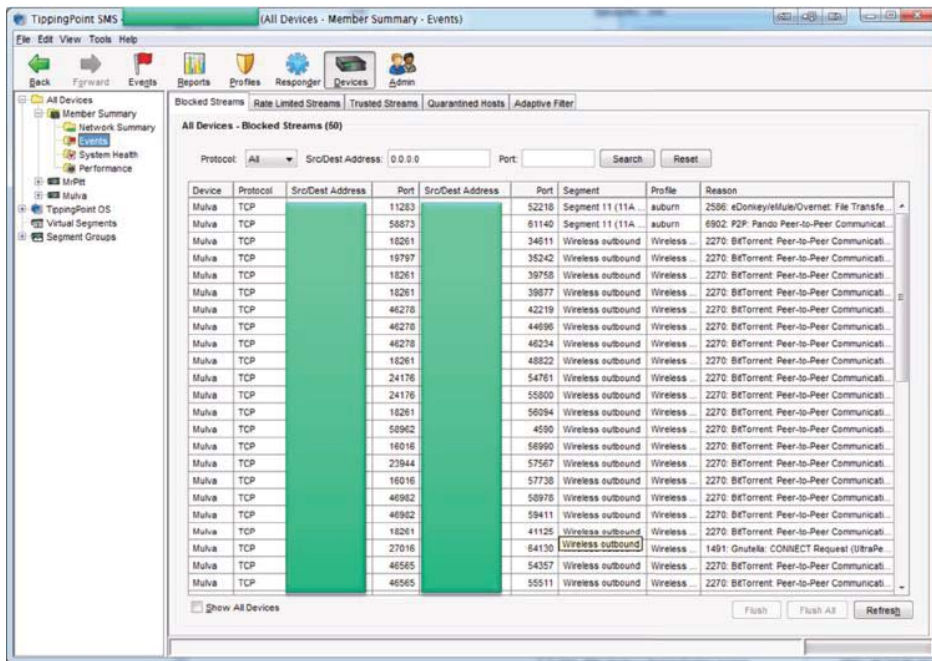 TippingPoint SMS - (All Devices - Member Summary - Events)
File Edit View Tools Help
Back Forward Events Reports Profiles Responder Devices Admin
All Devices
Member Summary
Network Summary
Events
System Health
Performance
MrPitt
Mulva
TippingPoint OS
Virtual Segments
Segment Groups
Blocked Streams Rate Limited Streams Trusted Streams Quarantined Hosts Adaptive Filter
All Devices - Blocked Streams (50)
Protocol: All Src/Dest Address: 0.0.0.0 Port: Search Reset
Device Protocol Src/Dest Address Port Src/Dest Address Port Segment Profile Reason
Mulva TCP 11283 52218 Segment 11 (11A ... auburn 2586: eDonkey/eMule/Overnet: File Transfe...
Mulva TCP 58873 61140 Segment 11 (11A ... auburn 6902: P2P: Pando Peer-to-Peer Communicat...
Mulva TCP 18261 34611 Wireless outbound Wireless ... 2270: BitTorrent: Peer-to-Peer Communicati...
Mulva TCP 19797 35242 Wireless outbound Wireless ... 2270: BitTorrent: Peer-to-Peer Communicati...
Mulva TCP 18261 39758 Wireless outbound Wireless ... 2270: BitTorrent: Peer-to-Peer Communicati...
Mulva TCP 18261 39877 Wireless outbound Wireless ... 2270: BitTorrent: Peer-to-Peer Communicati...
Mulva TCP 46278 42219 Wireless outbound Wireless ... 2270: BitTorrent: Peer-to-Peer Communicati...
Mulva TCP 46278 44696 Wireless outbound Wireless ... 2270: BitTorrent: Peer-to-Peer Communicati...
Mulva TCP 46278 46234 Wireless outbound Wireless ... 2270: BitTorrent: Peer-to-Peer Communicati...
Mulva TCP 18261 48822 Wireless outbound Wireless ... 2270: BitTorrent: Peer-to-Peer Communicati...
Mulva TCP 24176 54761 Wireless outbound Wireless ... 2270: BitTorrent: Peer-to-Peer Communicati...
Mulva TCP 24176 55800 Wireless outbound Wireless ... 2270: BitTorrent: Peer-to-Peer Communicati...
Mulva TCP 18261 56094 Wireless outbound Wireless ... 2270: BitTorrent: Peer-to-Peer Communicati...
Mulva TCP 58962 4590 Wireless outbound Wireless ... 2270: BitTorrent: Peer-to-Peer Communicati...
Mulva TCP 16016 56990 Wireless outbound Wireless ... 2270: BitTorrent: Peer-to-Peer Communicati...
Mulva TCP 23944 57567 Wireless outbound Wireless ... 2270: BitTorrent: Peer-to-Peer Communicati...
Mulva TCP 16016 57738 Wireless outbound Wireless ... 2270: BitTorrent: Peer-to-Peer Communicati...
Mulva TCP 46982 58978 Wireless outbound Wireless ... 2270: BitTorrent: Peer-to-Peer Communicati...
Mulva TCP 46982 59411 Wireless outbound Wireless ... 2270: BitTorrent: Peer-to-Peer Communicati...
Mulva TCP 18261 41125 Wireless outbound Wireless ... 2270: BitTorrent: Peer-to-Peer Communicati...
Mulva TCP 27016 64130 Wireless outbound Wireless ... 1491: Gnutella: CONNECT Request (UltraPe...
Mulva TCP 46565 54357 Wireless outbound Wireless ... 2270: BitTorrent: Peer-to-Peer Communicati...
Mulva TCP 46565 55511 Wireless outbound Wireless ... 2270: BitTorrent: Peer-to-Peer Communicati...
Show All Devices Flush Flush All Refresh